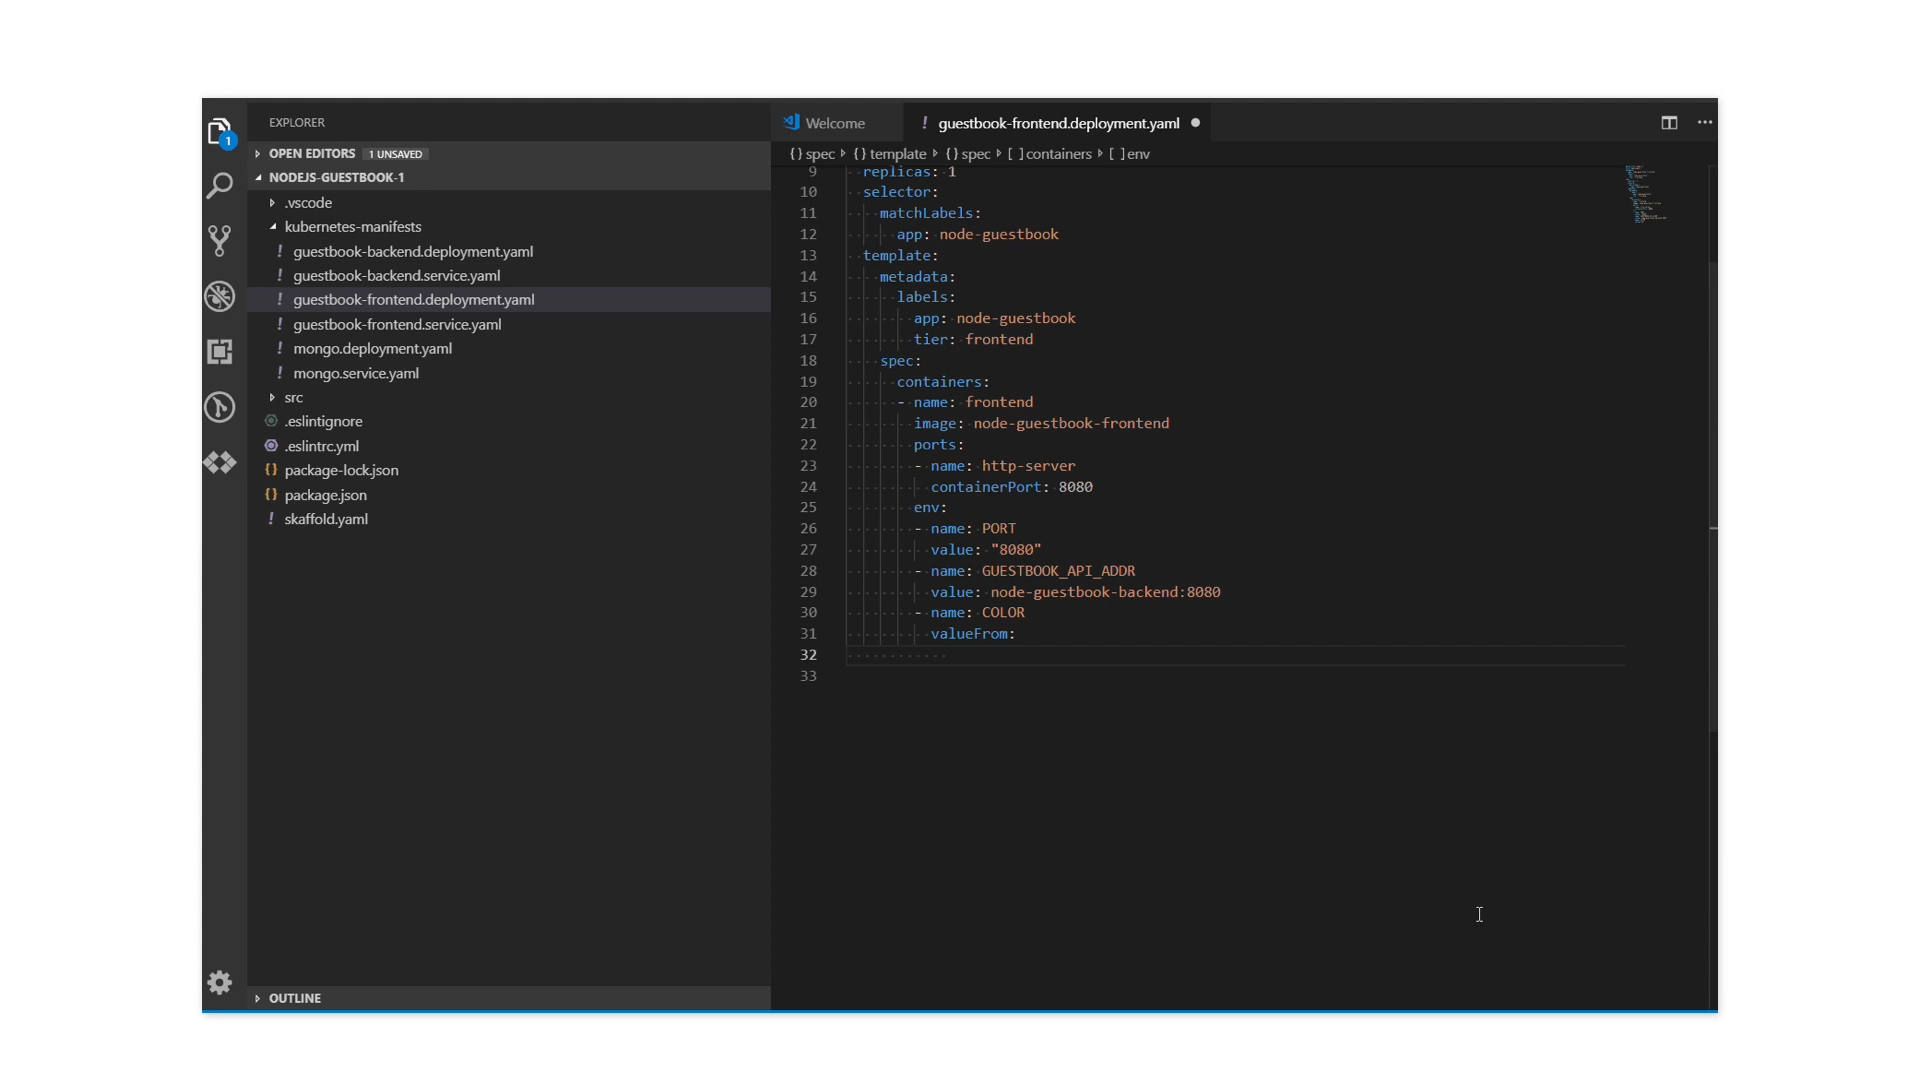 EXPLORER
1
OPEN EDITORS 1 UNSAVED
NODEJS-GUESTBOOK-1
.vscode
kubernetes-manifests
! guestbook-backend.deployment.yaml
! guestbook-backend.service.yaml
! guestbook-frontend.deployment.yaml
! guestbook-frontend.service.yaml
! mongo.deployment.yaml
! mongo.service.yaml
src
.eslintignore
.eslintrc.yml
{} package-lock.json
{} package.json
! skaffold.yaml
OUTLINE
Welcome
! guestbook-frontend.deployment.yaml
{} spec {} template {} spec [ ] containers [ ] env
9 replicas: 1
10 selector:
11 matchLabels:
12 app: node-guestbook
13 template:
14 metadata:
15 labels:
16 app: node-guestbook
17 tier: frontend
18 spec:
19 containers:
20 - name: frontend
21 image: node-guestbook-frontend
22 ports:
23 - name: http-server
24 containerPort: 8080
25 env:
26 - name: PORT
27 value: "8080"
28 - name: GUESTBOOK_API_ADDR
29 value: node-guestbook-backend:8080
30 - name: COLOR
31 valueFrom:
32
33